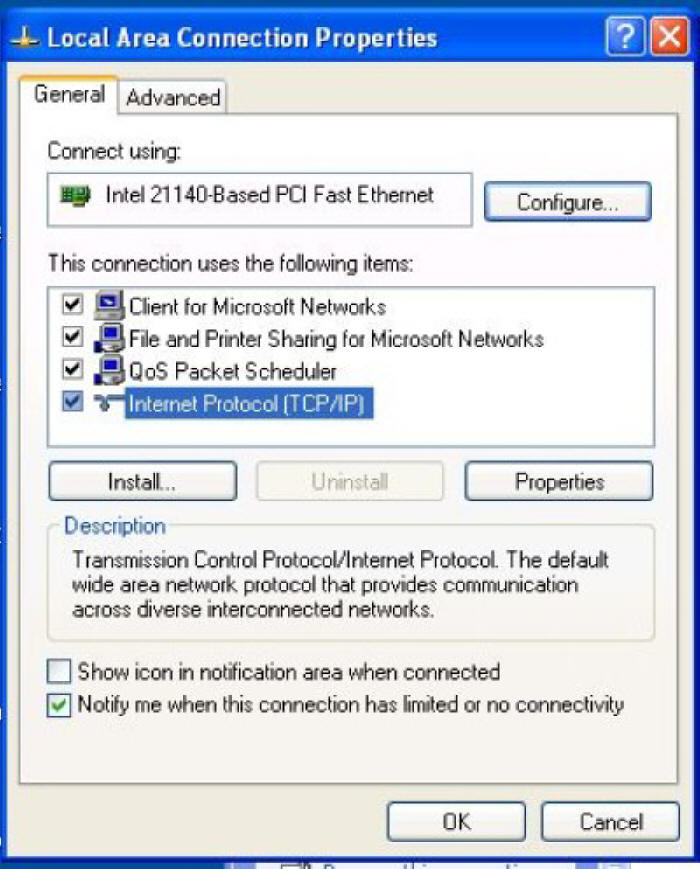 Local Area Connection Properties
General
Advanced
Connect using:
Intel 21140-Based PCI Fast Ethernet
Configure...
This connection uses the following items:
Client for Microsoft Networks
File and Printer Sharing for Microsoft Networks
QoS Packet Scheduler
Internet Protocol (TCP/IP)
Install...
Uninstall
Properties
Description
Transmission Control Protocol/Internet Protocol. The default
wide area network protocol that provides communication
across diverse interconnected networks.
Show icon in notification area when connected
Notify me when this connection has limited or no connectivity
OK
Cancel